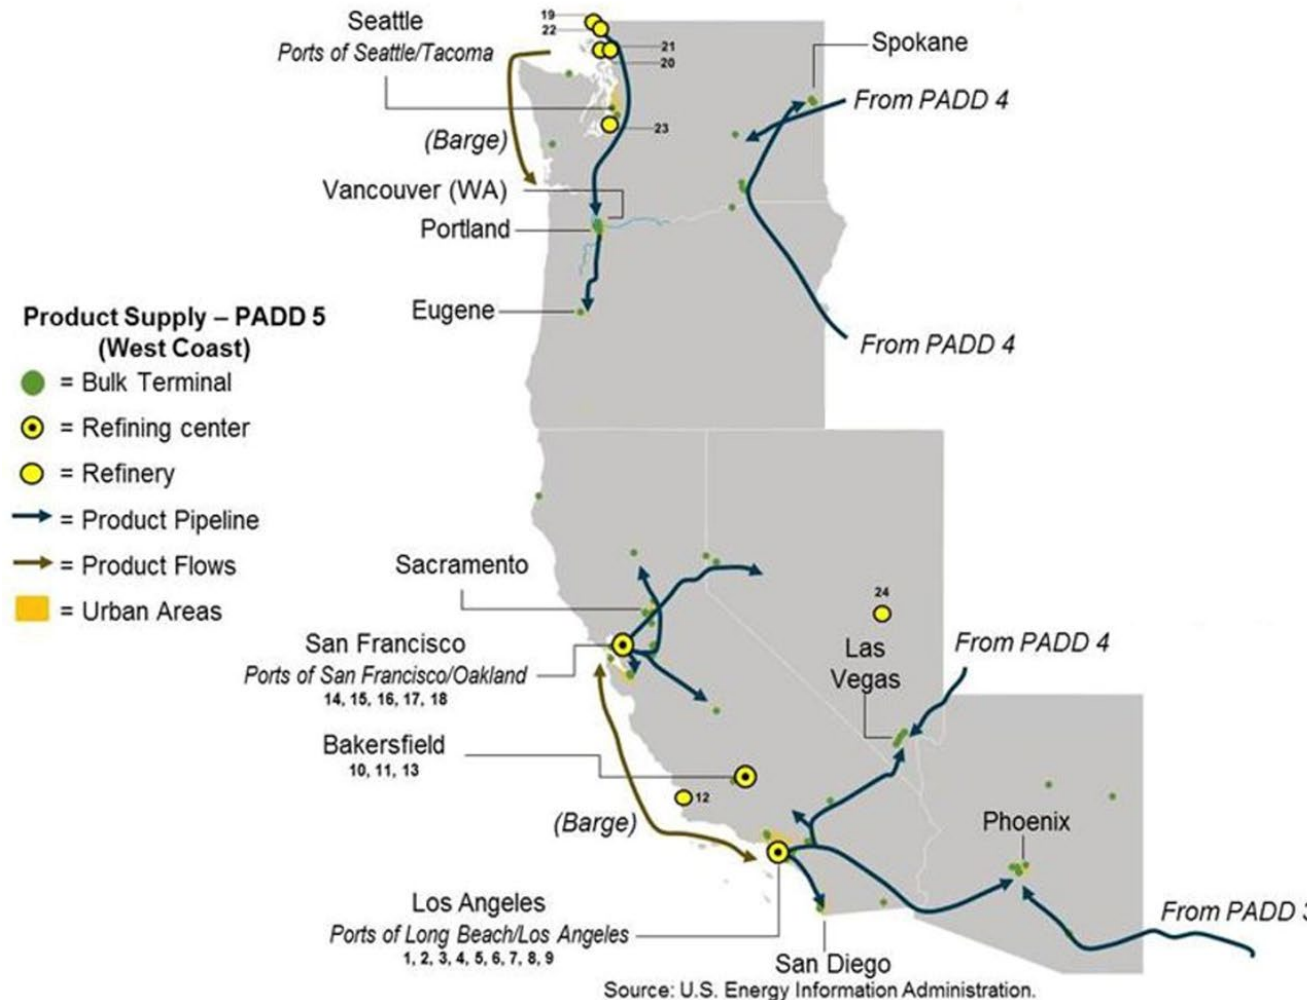 19
Seattle
22
Ports of Seattle/Tacoma
21
20
Spokane
From PADD 4
23
(Barge)
Vancouver (WA)
Portland
Eugene
From PADD 4
Product Supply – PADD 5
(West Coast)
= Bulk Terminal
= Refining center
= Refinery
= Product Pipeline
= Product Flows
= Urban Areas
Sacramento
24
San Francisco
Ports of San Francisco/Oakland
14, 15, 16, 17, 18
Las
Vegas
From PADD 4
Bakersfield
10, 11, 13
12
(Barge)
Phoenix
Los Angeles
Ports of Long Beach/Los Angeles
1, 2, 3, 4, 5, 6, 7, 8, 9
From PADD 3
San Diego
Source: U.S. Energy Information Administration.